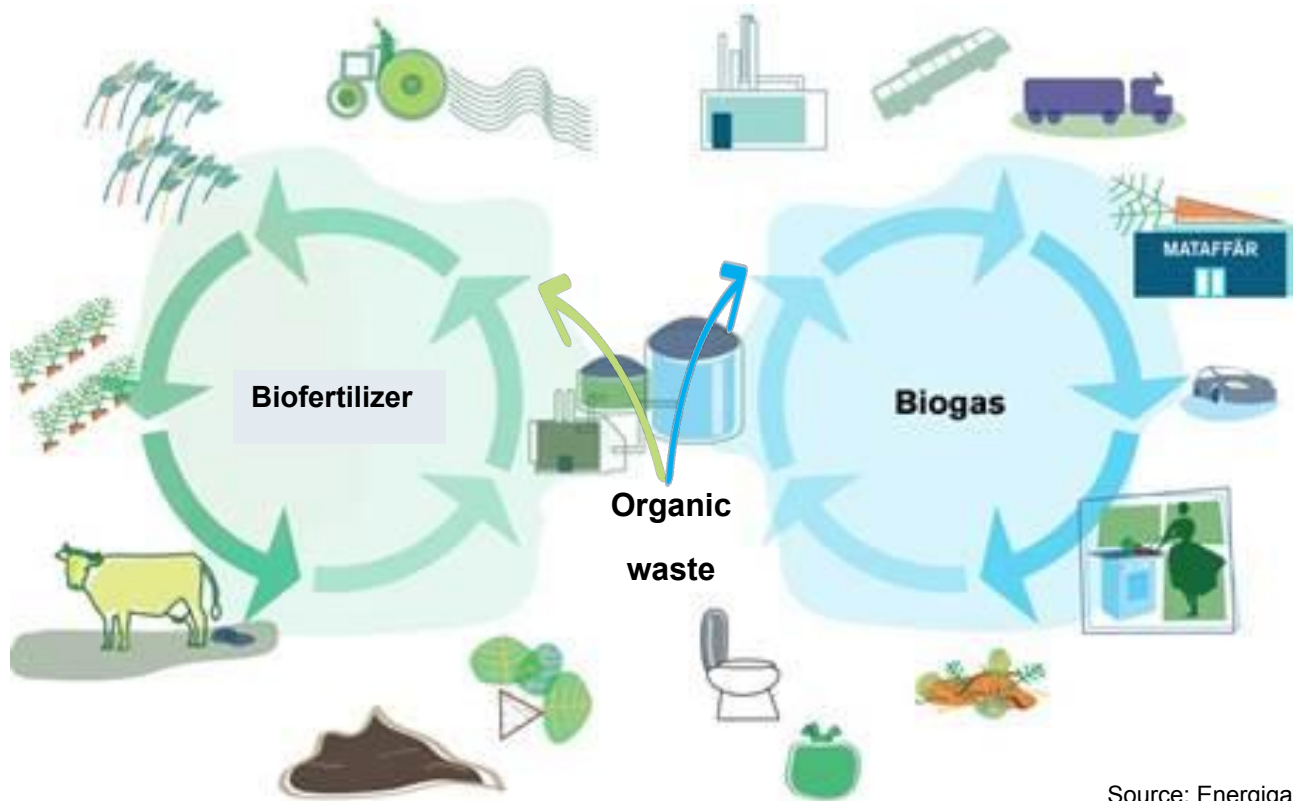 MATAFFÄR
Biofertilizer
Biogas
Organic
waste
Source: Energiga